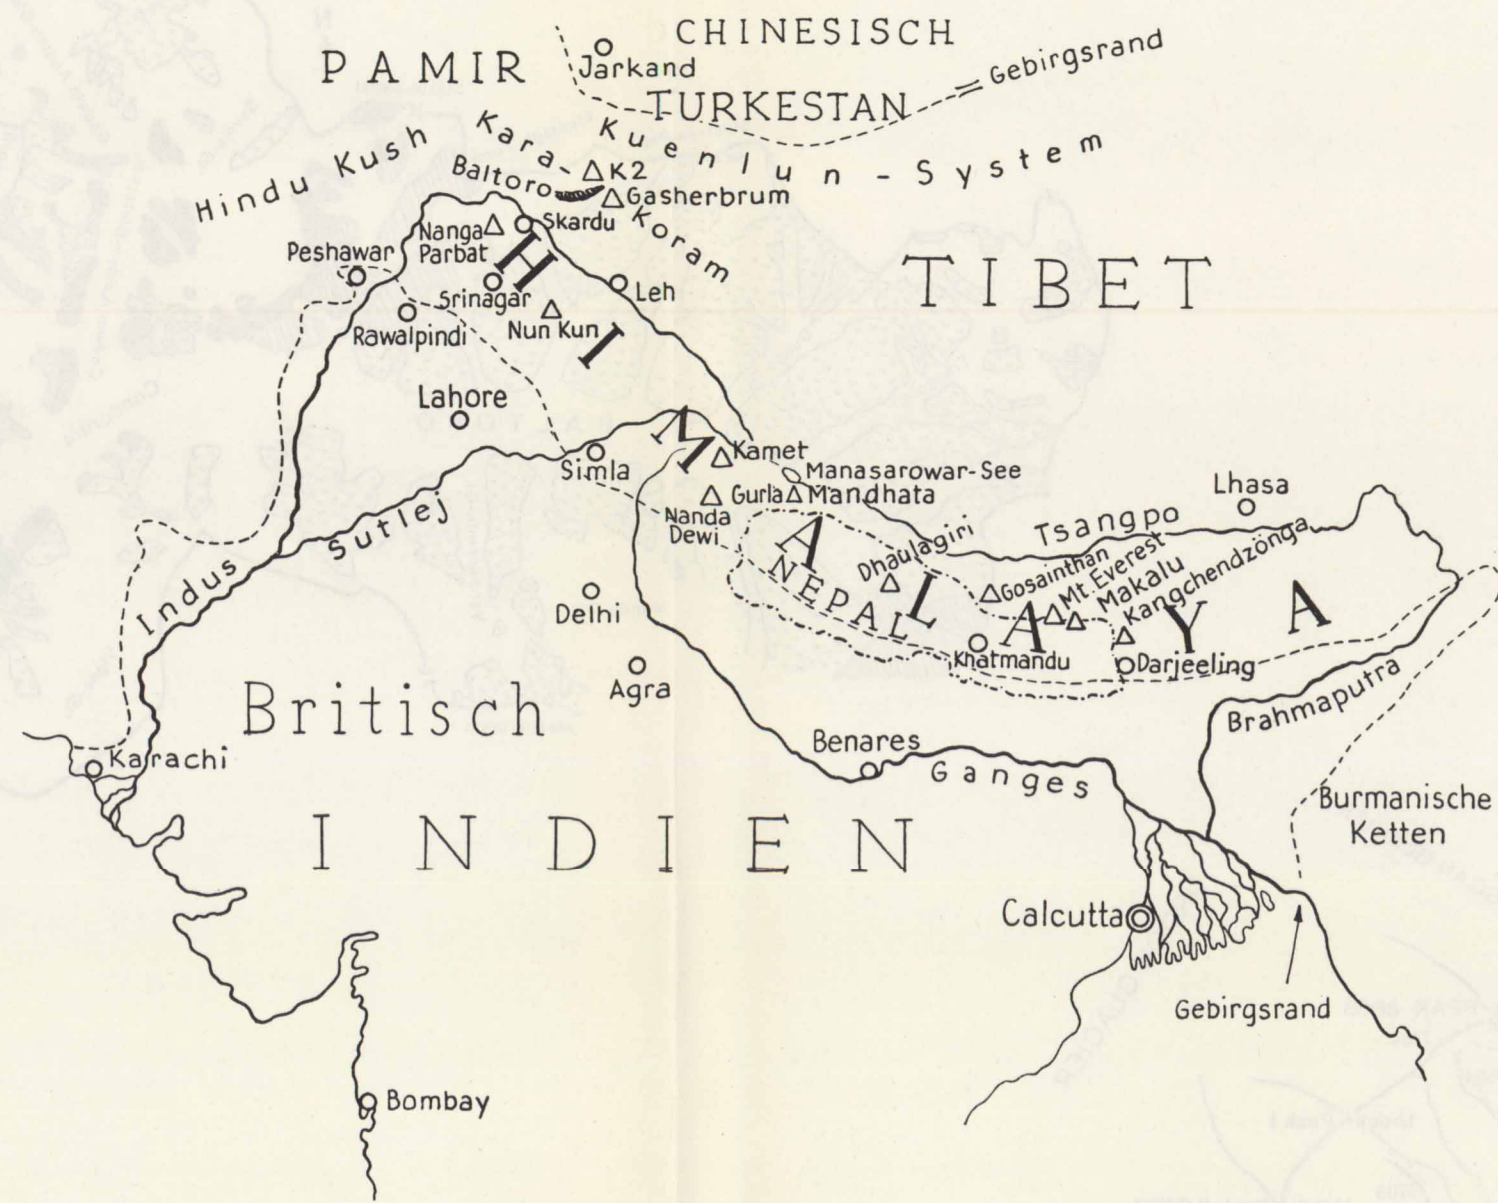 CHINESISCH
PAMIR
Jarkand
Gebirgsrand
TURKESTAN
Hindu Kush
Kara-
Kuenlun-System
K2
Baltoro
Gasherbrum
Koram
Nanga
Parbat
Skardu
Peshawar
TIBET
Srinagar
Leh
Rawalpindi
Nun Kun
Lahore
HIMALAYA
Kamet
Simla
Manasarowar-See
Gurla Mandhata
Nanda
Dewi
Lhasa
Tsangpo
Sutlej
Indus
Dhaulagiri
Gosainthan
Mt. Everest
Makalu
Kangchendzönga
NEPAL
Delhi
Khatmandu
Darjeeling
Agra
Britisch
Brahmaputra
Karachi
Benares
Ganges
Burmanische
Ketten
INDIEN
Calcutta
Gebirgsrand
Bombay